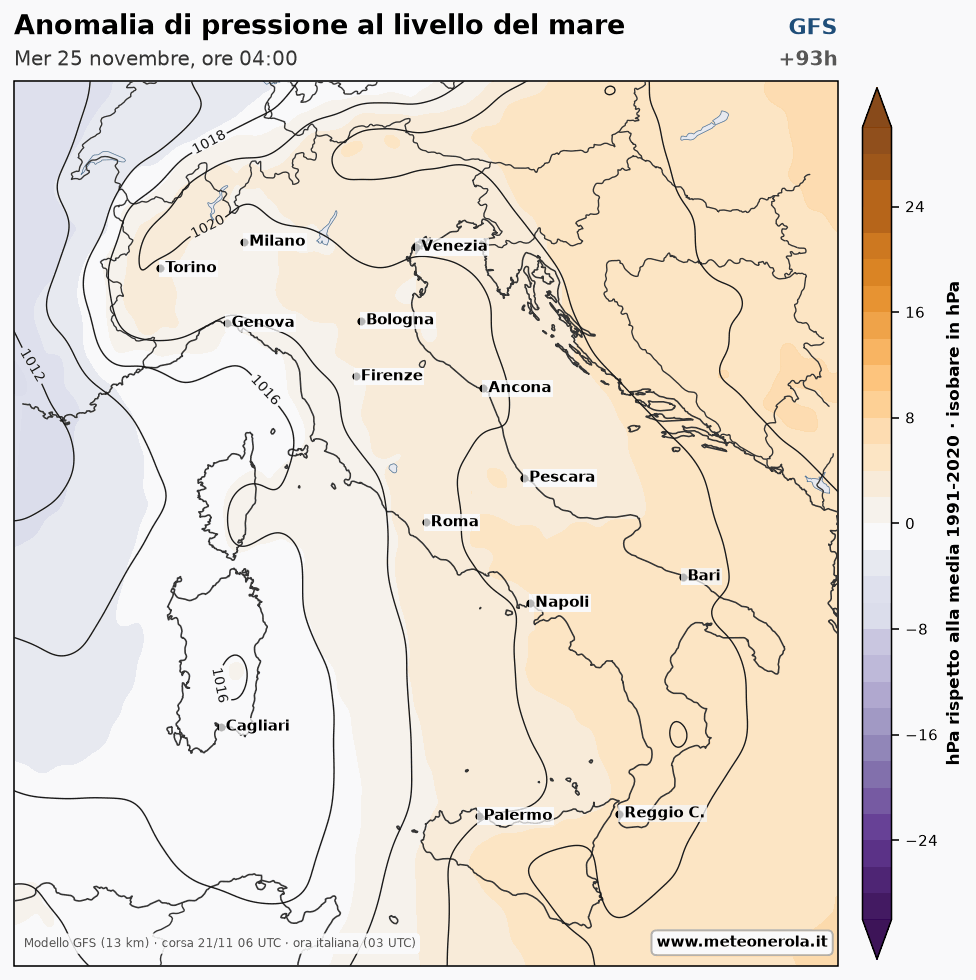 Anomalia di pressione al livello del mare
GFS
Mer 25 novembre, ore 04:00
+93h
1018
1020
Milano
Venezia
Torino
Genova
Bologna
1012
Firenze
1016
Ancona
Pescara
Roma
Bari
Napoli
1016
Cagliari
Palermo
Reggio C.
Modello GFS (13 km) · corsa 21/11 06 UTC · ora italiana (03 UTC)
www.meteonerola.it
24
16
8
0
−8
−16
−24
hPa rispetto alla media 1991-2020 · isobare in hPa